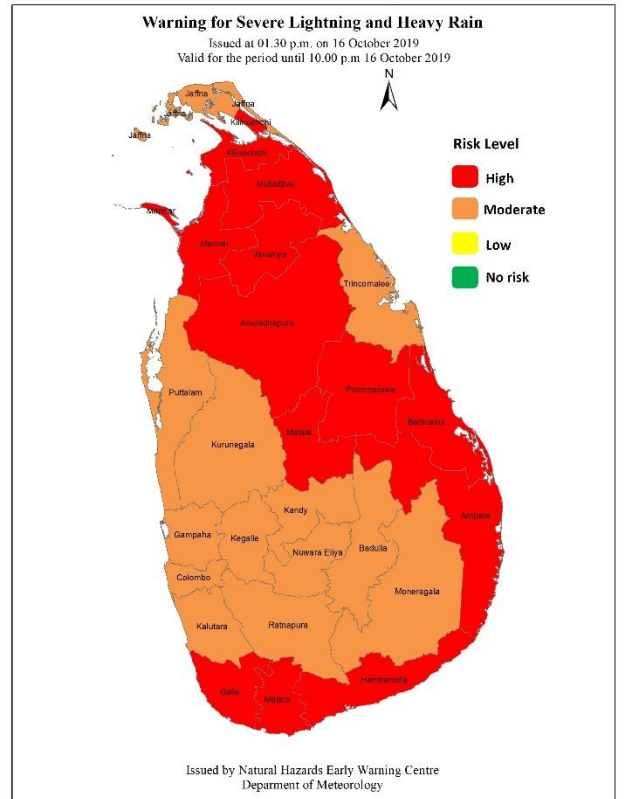 Warning for Severe Lightning and Heavy Rain
Issued at 01.30 p.m. on 16 October 2019
Valid for the period until 10.00 p.m 16 October 2019
N
Jaffna
Jaffna
Jaffna
Jaffna
Kilinochchi
Kilinochchi
Mullaittivu
Mannar
Mannar
Vavuniya
Trincomalee
Anuradhapura
Puttalam
Polonnaruwa
Batticaloa
Matale
Kurunegala
Kandy
Ampara
Gampaha
Kegalle
Nuwara Eliya
Badulla
Colombo
Moneragala
Kalutara
Ratnapura
Hambantota
Galle
Matara
Risk Level
High
Moderate
Low
No risk
Issued by Natural Hazards Early Warning Centre
Deparment of Meteorology